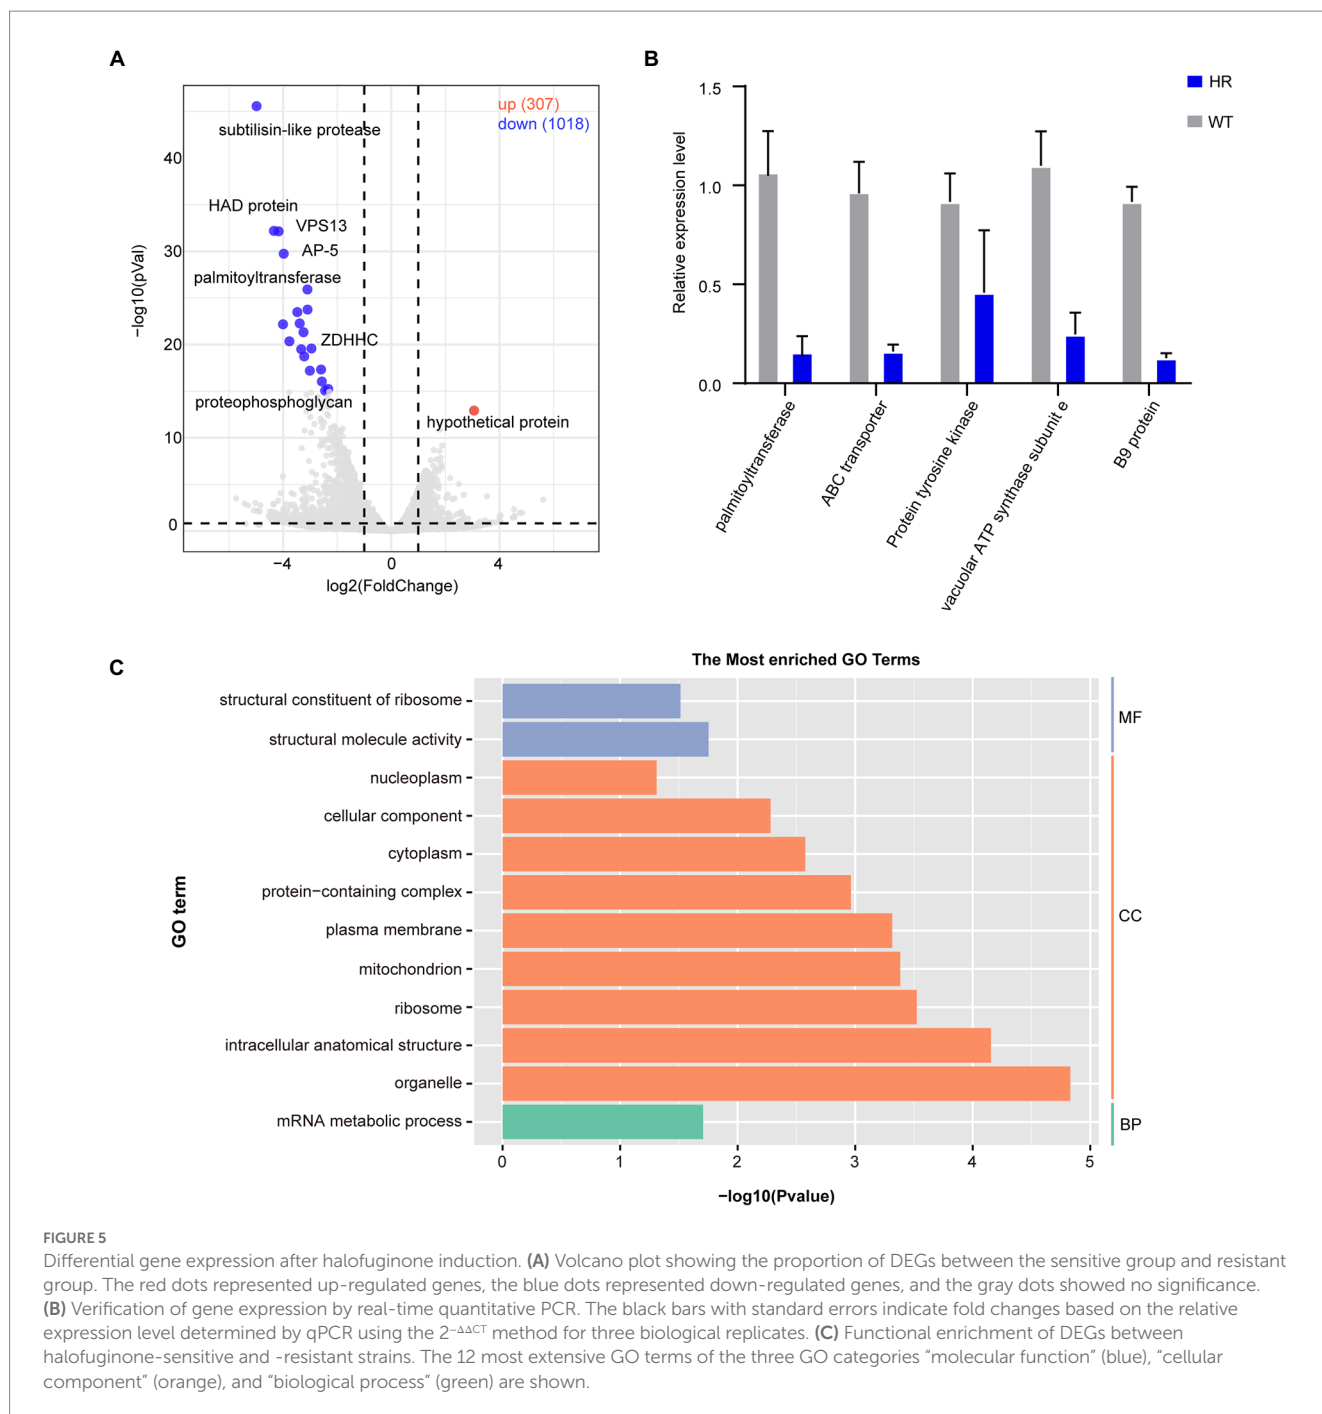 A
up (307)
down (1018)
subtilisin-like protease
HAD protein
VPS13
AP-5
palmitoyltransferase
ZDHHC
proteophosphoglycan
hypothetical protein
40
30
20
10
0
−log10(pVal)
−4
0
4
log2(FoldChange)
B
HR
WT
1.5
1.0
0.5
0.0
Relative expression level
palmitoyltransferase
ABC transporter
Protein tyrosine kinase
vacuolar ATP synthase subunit e
B9 protein
C
The Most enriched GO Terms
structural constituent of ribosome
structural molecule activity
nucleoplasm
cellular component
cytoplasm
protein−containing complex
plasma membrane
mitochondrion
ribosome
intracellular anatomical structure
organelle
mRNA metabolic process
GO term
MF
CC
BP
0 1 2 3 4 5
−log10(Pvalue)
FIGURE 5
Differential gene expression after halofuginone induction. (A) Volcano plot showing the proportion of DEGs between the sensitive group and resistant
group. The red dots represented up-regulated genes, the blue dots represented down-regulated genes, and the gray dots showed no significance.
(B) Verification of gene expression by real-time quantitative PCR. The black bars with standard errors indicate fold changes based on the relative
expression level determined by qPCR using the 2−ΔΔCT method for three biological replicates. (C) Functional enrichment of DEGs between
halofuginone-sensitive and -resistant strains. The 12 most extensive GO terms of the three GO categories “molecular function” (blue), “cellular
component” (orange), and “biological process” (green) are shown.